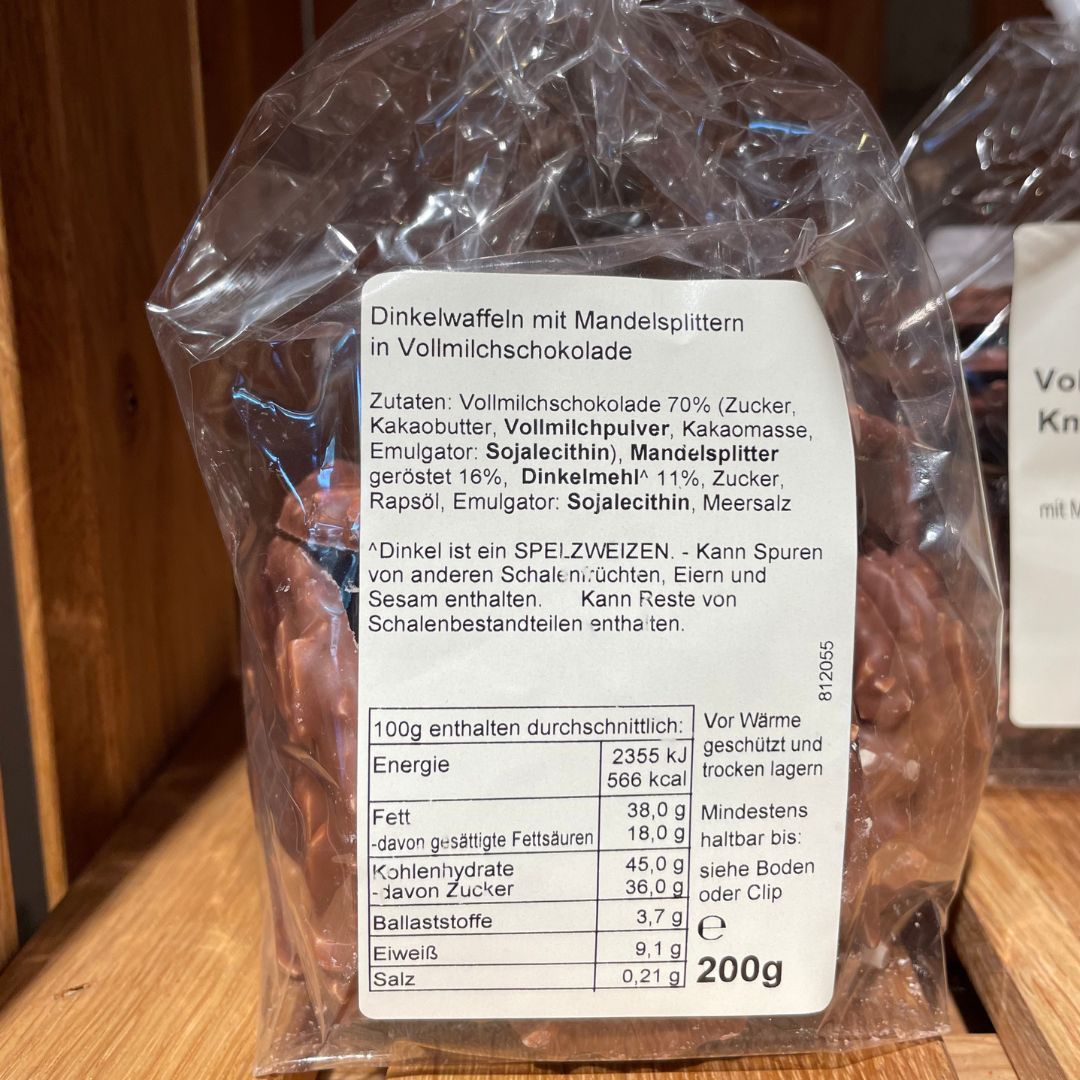 Dinkelwaffeln mit Mandelsplittern
in Vollmilchschokolade
Zutaten: Vollmilchschokolade 70% (Zucker,
Kakaobutter, Vollmilchpulver, Kakaomasse,
Emulgator: Sojalecithin), Mandelsplitter
geröstet 16%, Dinkelmehl^ 11%, Zucker,
Rapsöl, Emulgator: Sojalecithin, Meersalz
^Dinkel ist ein SPELZWEIZEN. - Kann Spuren
von anderen Schalenfrüchten, Eiern und
Sesam enthalten. Kann Reste von
Schalenbestandteilen enthalten.
812055
100g enthalten durchschnittlich:
Energie 2355 kJ
566 kcal
Fett 38,0 g
-davon gesättigte Fettsäuren 18,0 g
Kohlenhydrate 45,0 g
-davon Zucker 36,0 g
Ballaststoffe 3,7 g
Eiweiß 9,1 g
Salz 0,21 g
Vor Wärme
geschützt und
trocken lagern
Mindestens
haltbar bis:
siehe Boden
oder Clip
℮
200g
Vol
Kn
mit M